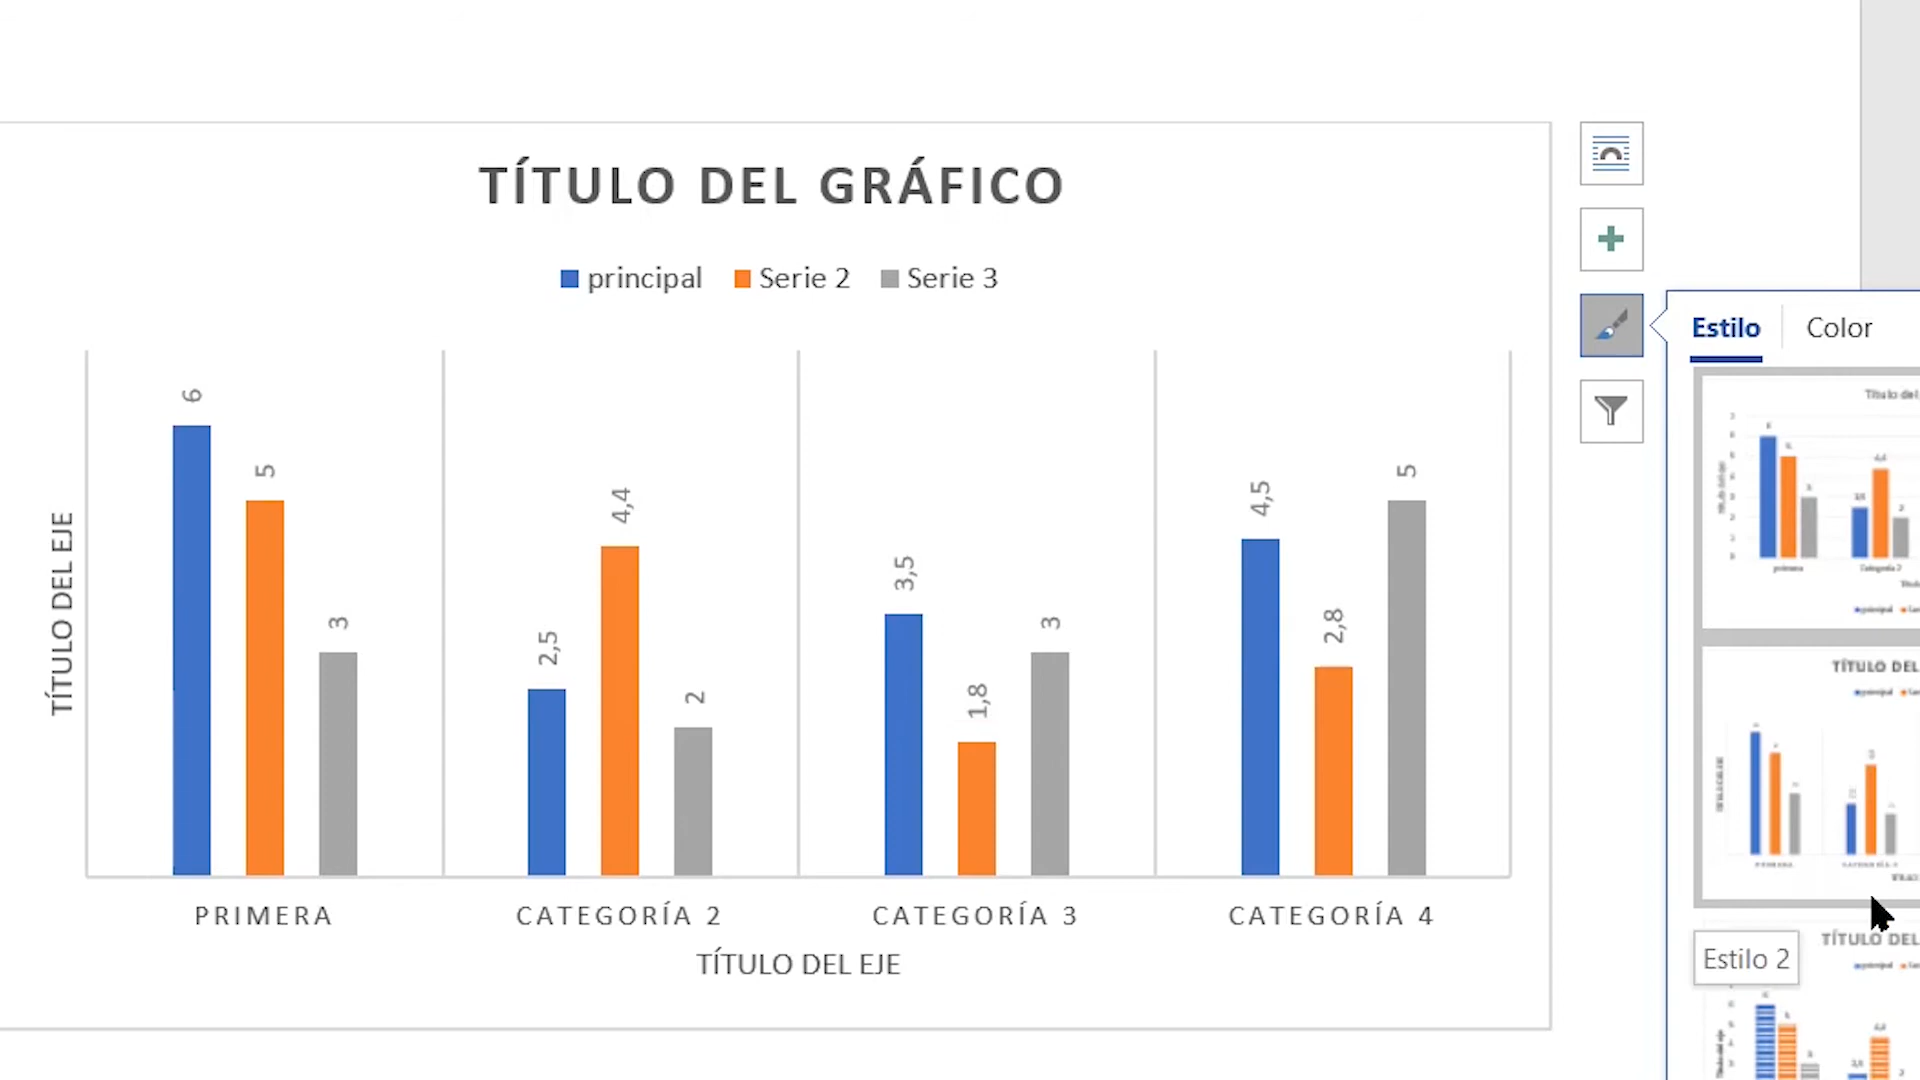 TÍTULO DEL GRÁFICO
principal Serie 2 Serie 3
Estilo Color
6 5 3 2,5 4,4 2 3,5 1,8 3 4,5 2,8 5
TÍTULO DEL EJE
PRIMERA CATEGORÍA 2 CATEGORÍA 3 CATEGORÍA 4
TÍTULO DEL EJE
Título del
TÍTULO DEL
TÍTULO DEL
Estilo 2